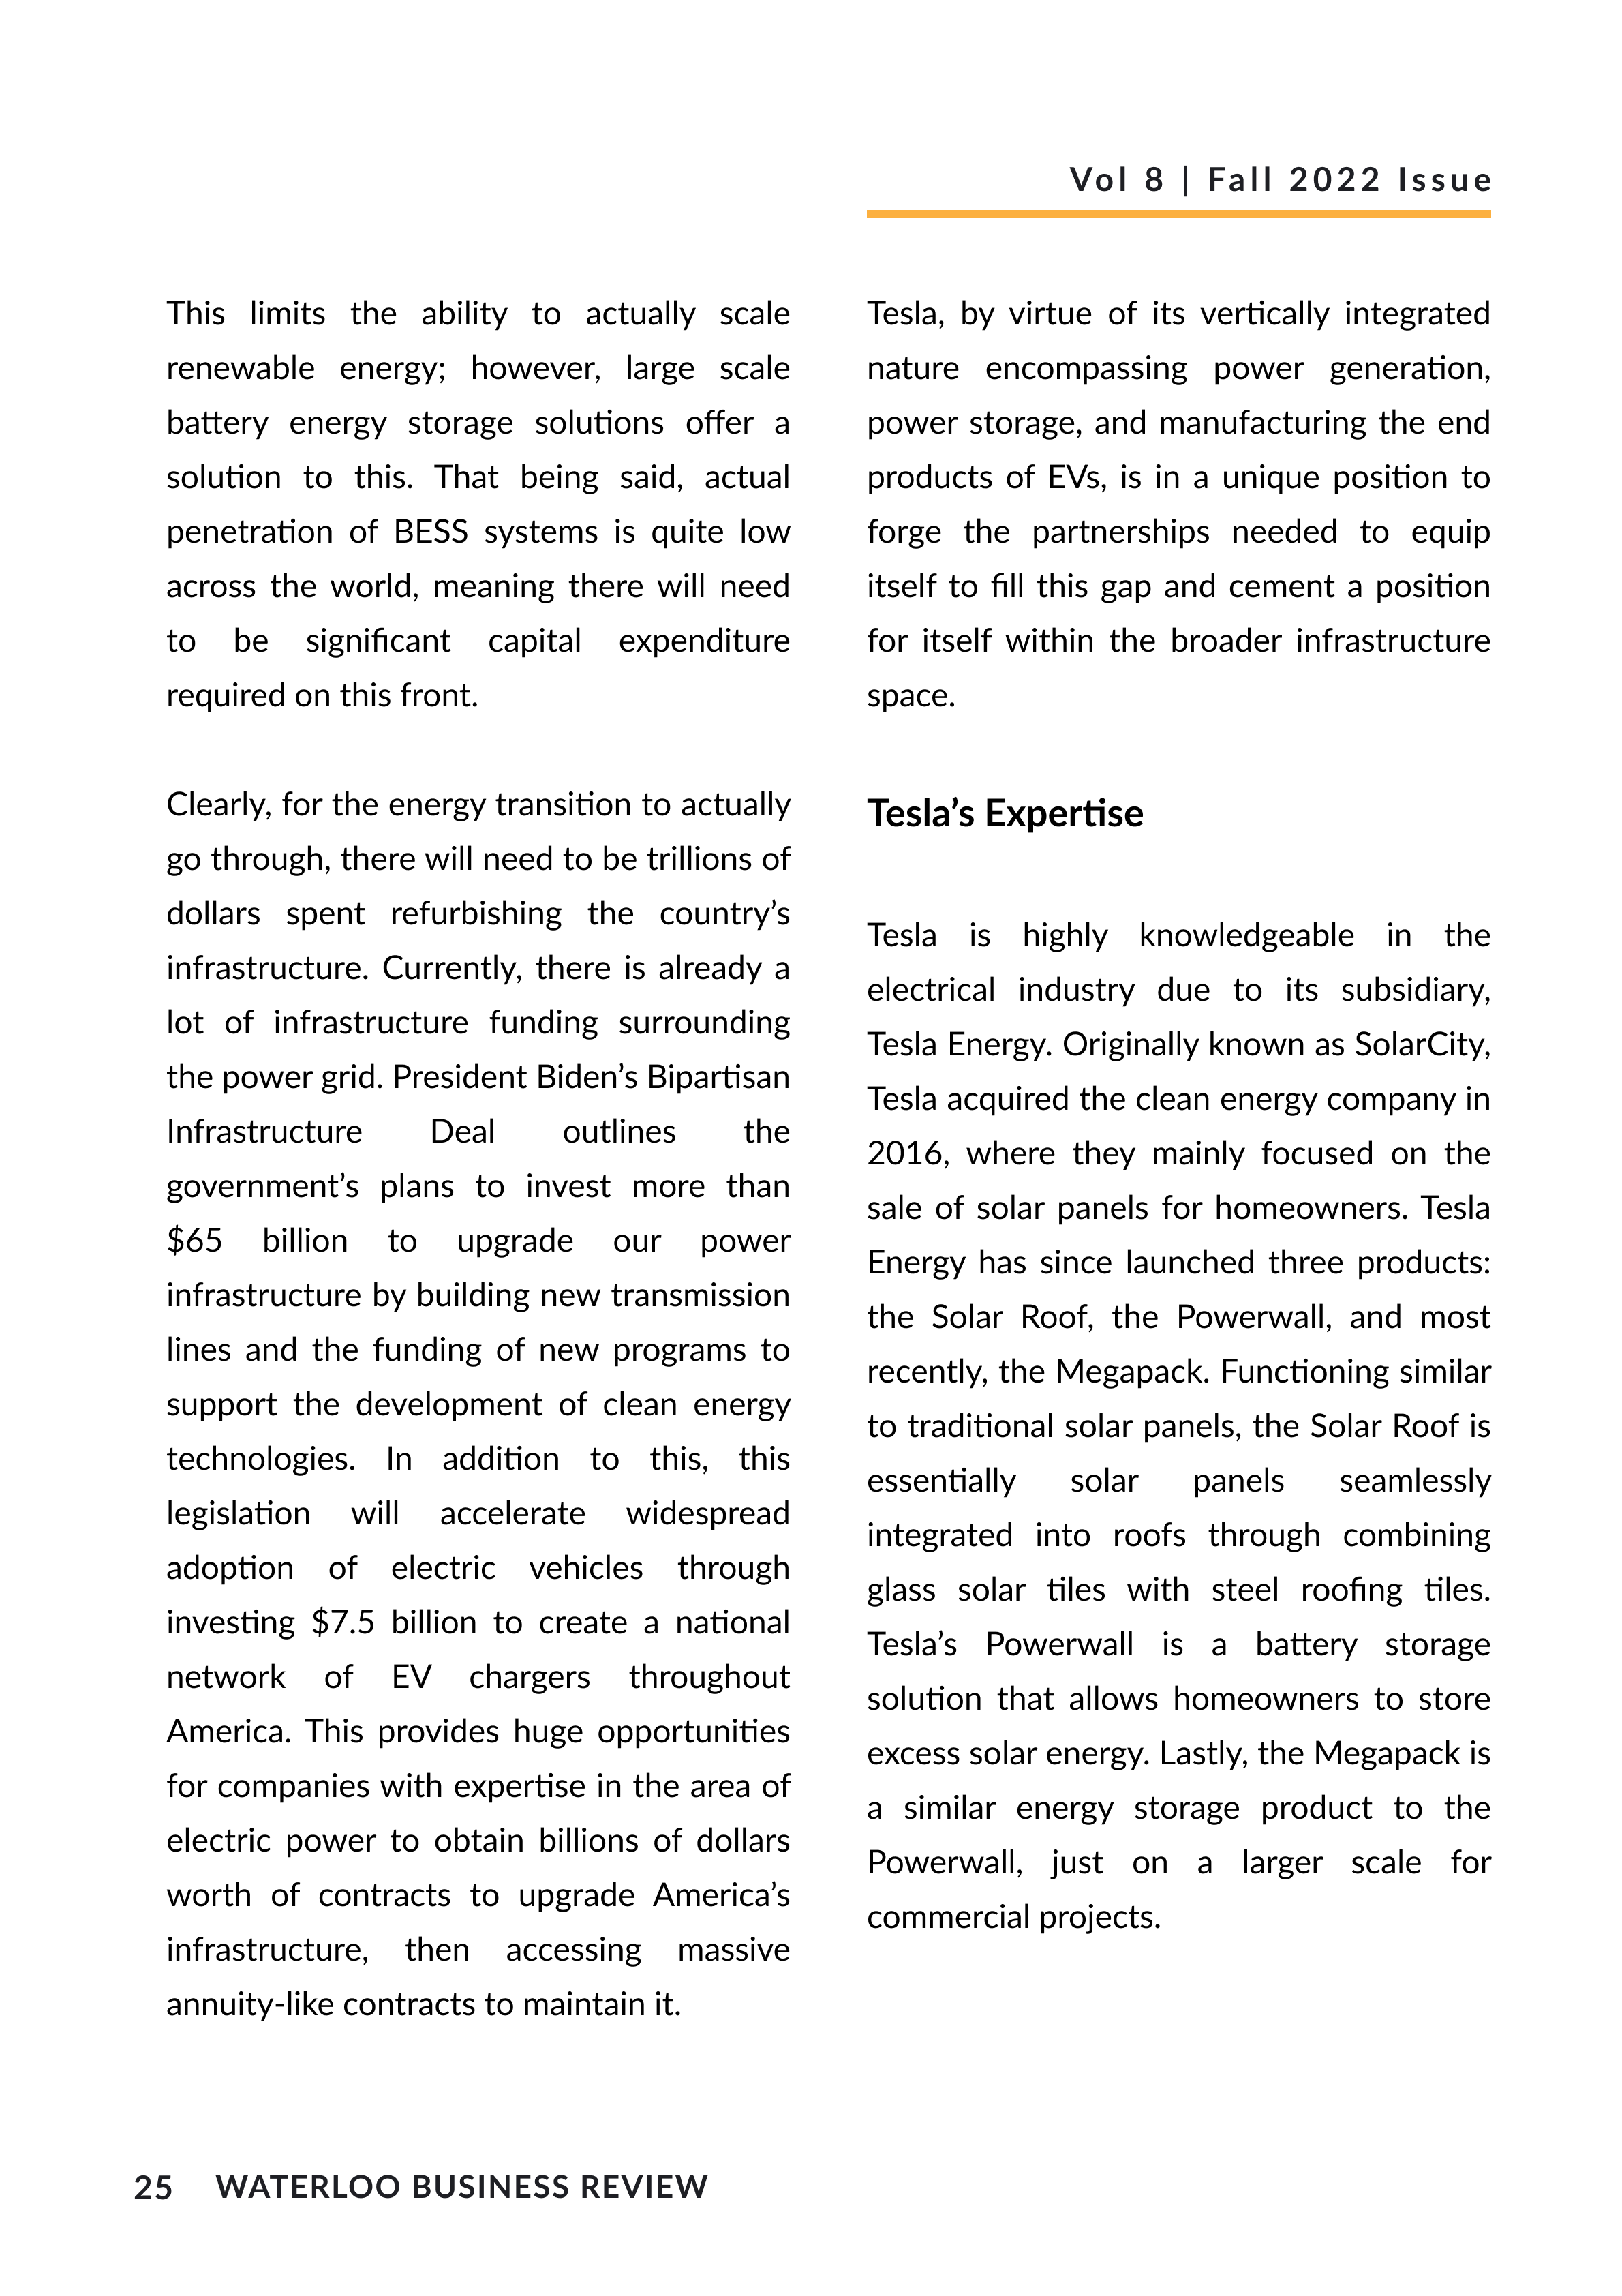 Vol 8 | Fall 2022 Issue
This limits the ability to actually scale
renewable energy; however, large scale
battery energy storage solutions offer a
solution to this. That being said, actual
penetration of BESS systems is quite low
across the world, meaning there will need
to be significant capital expenditure
required on this front.
Clearly, for the energy transition to actually
go through, there will need to be trillions of
dollars spent refurbishing the country’s
infrastructure. Currently, there is already a
lot of infrastructure funding surrounding
the power grid. President Biden’s Bipartisan
Infrastructure Deal outlines the
government’s plans to invest more than
$65 billion to upgrade our power
infrastructure by building new transmission
lines and the funding of new programs to
support the development of clean energy
technologies. In addition to this, this
legislation will accelerate widespread
adoption of electric vehicles through
investing $7.5 billion to create a national
network of EV chargers throughout
America. This provides huge opportunities
for companies with expertise in the area of
electric power to obtain billions of dollars
worth of contracts to upgrade America’s
infrastructure, then accessing massive
annuity-like contracts to maintain it.
Tesla, by virtue of its vertically integrated
nature encompassing power generation,
power storage, and manufacturing the end
products of EVs, is in a unique position to
forge the partnerships needed to equip
itself to fill this gap and cement a position
for itself within the broader infrastructure
space.
Tesla’s Expertise
Tesla is highly knowledgeable in the
electrical industry due to its subsidiary,
Tesla Energy. Originally known as SolarCity,
Tesla acquired the clean energy company in
2016, where they mainly focused on the
sale of solar panels for homeowners. Tesla
Energy has since launched three products:
the Solar Roof, the Powerwall, and most
recently, the Megapack. Functioning similar
to traditional solar panels, the Solar Roof is
essentially solar panels seamlessly
integrated into roofs through combining
glass solar tiles with steel roofing tiles.
Tesla’s Powerwall is a battery storage
solution that allows homeowners to store
excess solar energy. Lastly, the Megapack is
a similar energy storage product to the
Powerwall, just on a larger scale for
commercial projects.
25 WATERLOO BUSINESS REVIEW